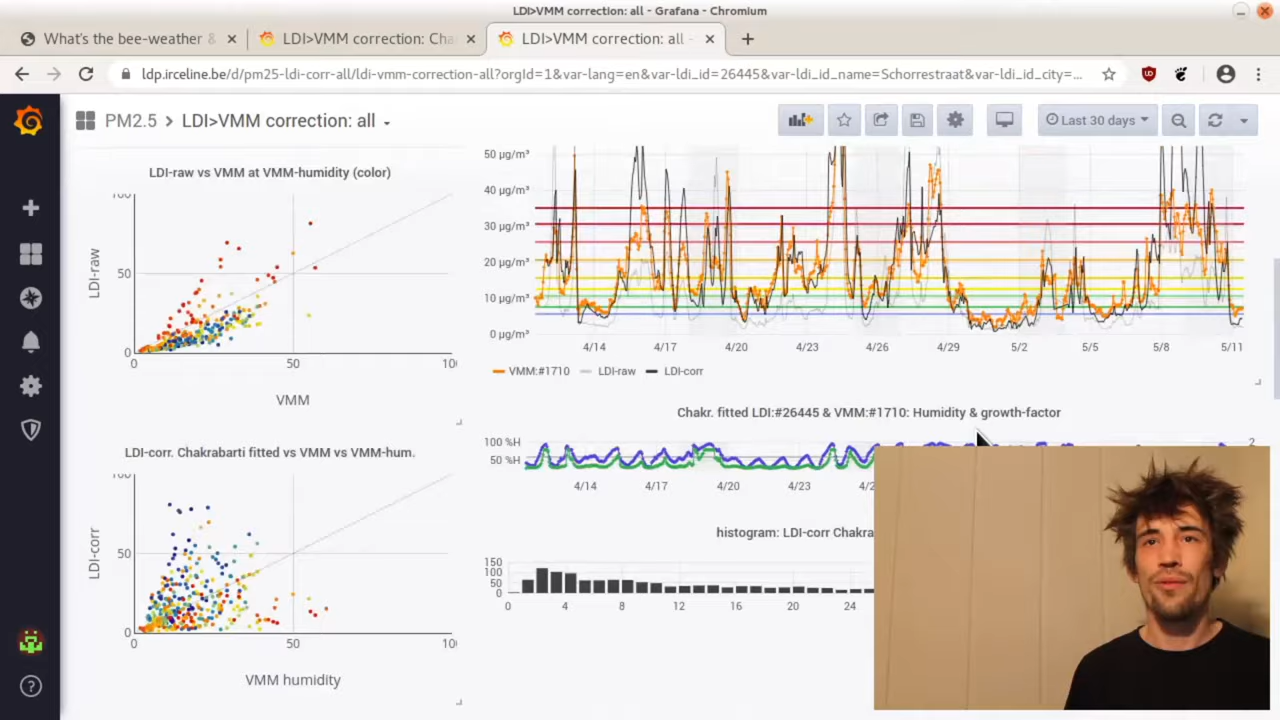 LDI>VMM correction: all - Grafana - Chromium
What's the bee-weather &
LDI>VMM correction: Cha
LDI>VMM correction: all -
ldp.irceline.be/d/pm25-ldi-corr-all/ldi-vmm-correction-all?orgId=1&var-lang=en&var-ldi_id=26445&var-ldi_id_name=Schorrestraat&var-ldi_id_city=...
PM2.5 > LDI>VMM correction: all
Last 30 days
LDI-raw vs VMM at VMM-humidity (color)
100
LDI-raw
50
0
0 50 100
VMM
50 µg/m³
40 µg/m³
30 µg/m³
20 µg/m³
10 µg/m³
0 µg/m³
4/14 4/17 4/20 4/23 4/26 4/29 5/2 5/5 5/8 5/11
VMM:#1710 LDI-raw LDI-corr
Chakr. fitted LDI:#26445 & VMM:#1710: Humidity & growth-factor
100 %H
50 %H
2
4/14 4/17 4/20 4/23 4/2
LDI-corr. Chakrabarti fitted vs VMM vs VMM-hum.
100
LDI-corr
50
0
0 50 100
VMM humidity
histogram: LDI-corr Chakra
150
100
50
0
0 4 8 12 16 20 24